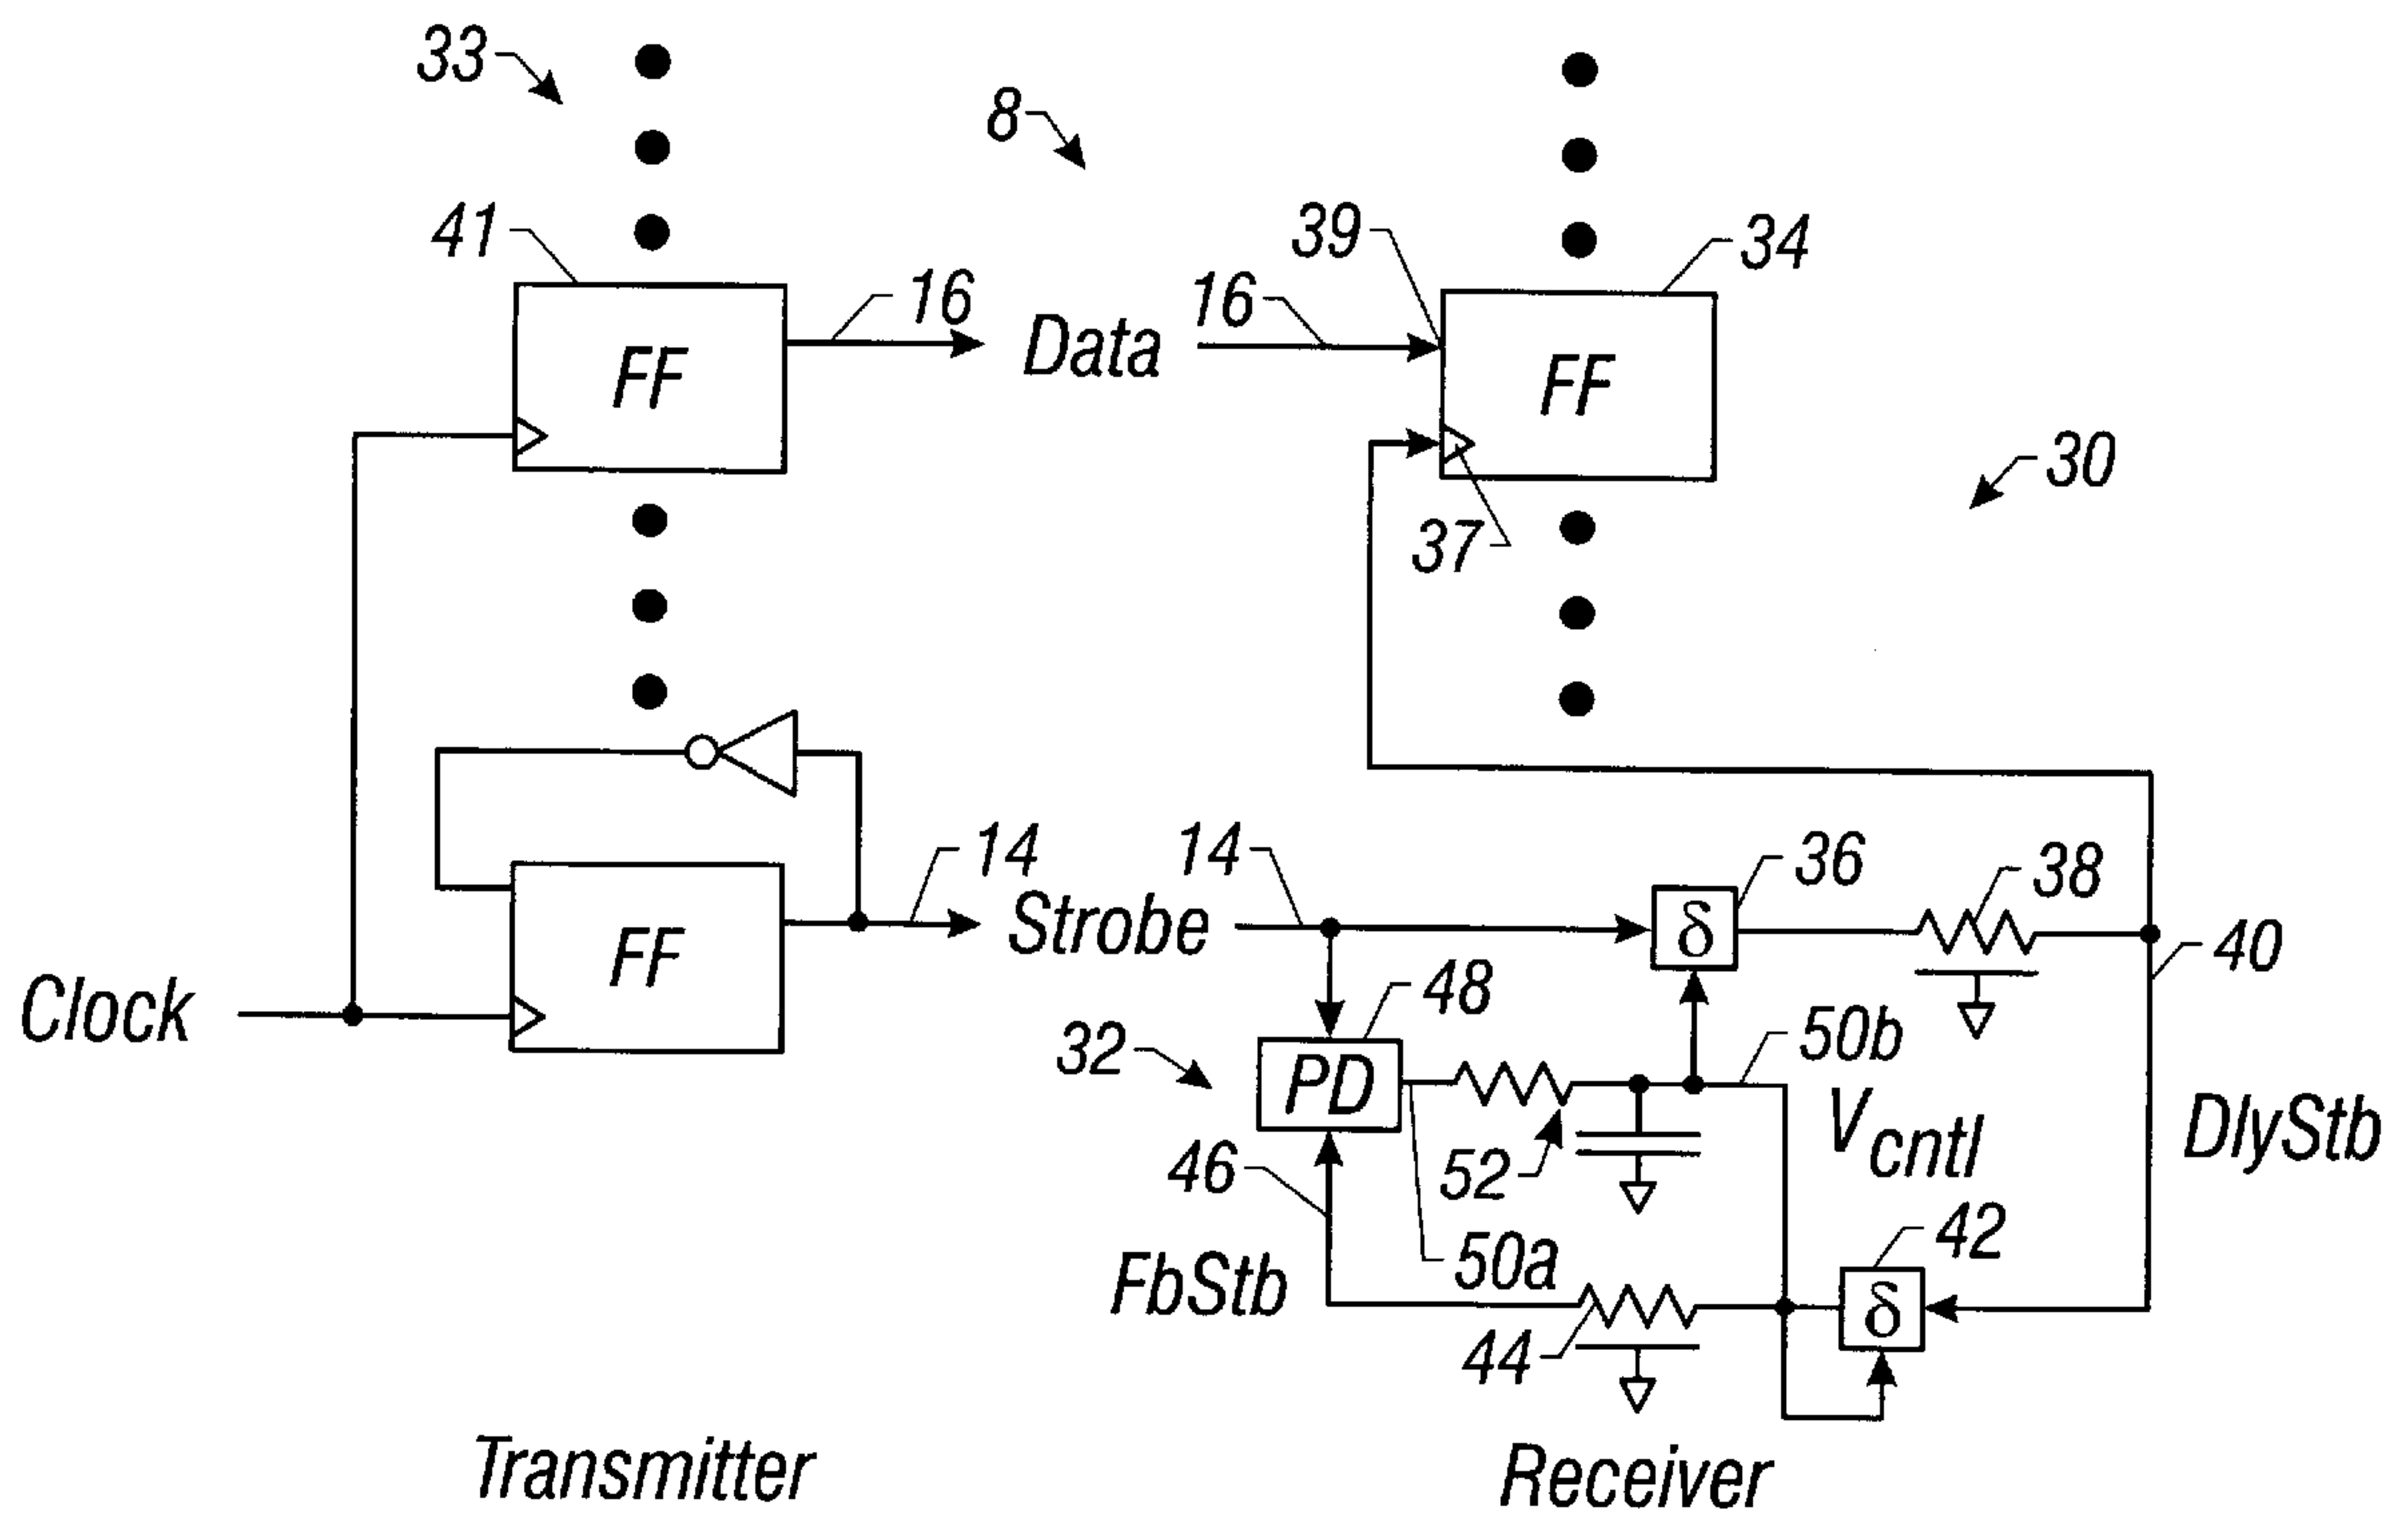 33
8
41
16
Data
16
39
34
FF
FF
37
30
14
Strobe
14
36
38
FF
δ
40
Clock
32
48
PD
50b
Vcntl
DlyStb
46
52
50a
42
FbStb
44
δ
Transmitter
Receiver